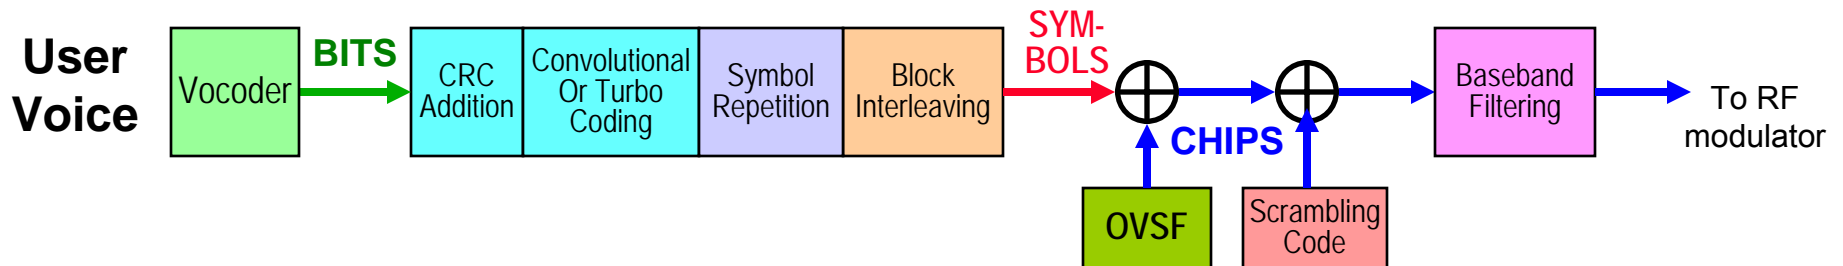 User
Voice
Vocoder
BITS
CRC
Addition
Convolutional
Or Turbo
Coding
Symbol
Repetition
Block
Interleaving
SYM-
BOLS
CHIPS
OVSF
Scrambling
Code
Baseband
Filtering
To RF
modulator